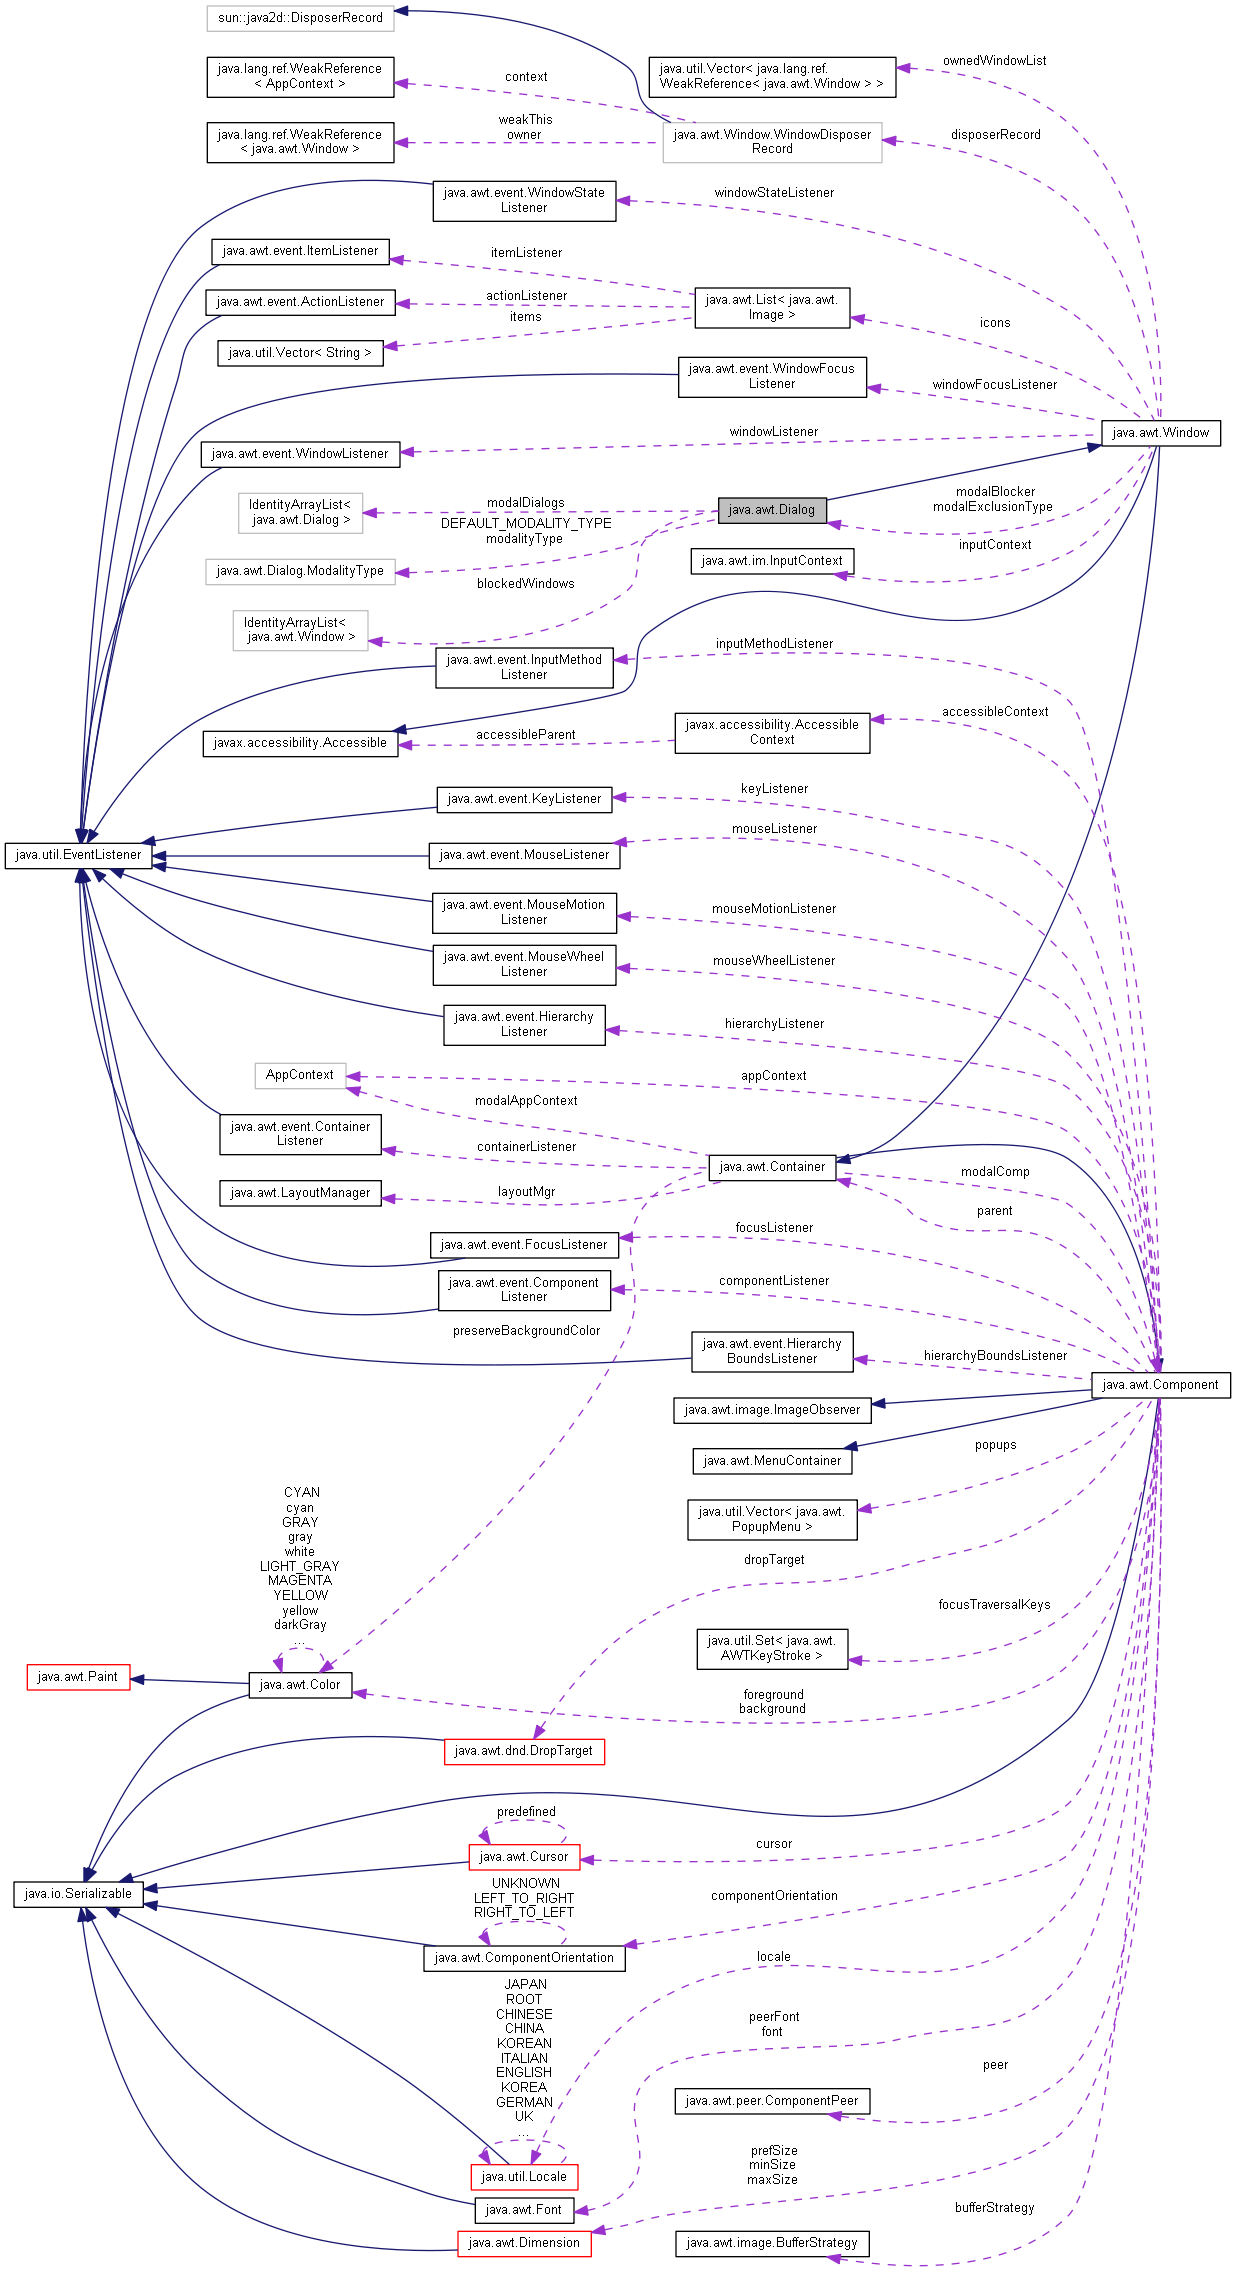 sun::java2d::DisposerRecord
java.lang.ref.WeakReference
< AppContext >
context
java.util.Vector< java.lang.ref.
WeakReference< java.awt.Window > >
ownedWindowList
java.lang.ref.WeakReference
< java.awt.Window >
weakThis
owner
java.awt.Window.WindowDisposer
Record
disposerRecord
java.awt.event.WindowState
Listener
windowStateListener
java.awt.event.ItemListener
itemListener
java.awt.event.ActionListener
actionListener
java.awt.List< java.awt.
Image >
icons
items
java.util.Vector< String >
java.awt.event.WindowFocus
Listener
windowFocusListener
java.awt.Window
java.awt.event.WindowListener
windowListener
IdentityArrayList<
java.awt.Dialog >
modalDialogs
java.awt.Dialog
modalBlocker
modalExclusionType
DEFAULT_MODALITY_TYPE
modalityType
java.awt.Dialog.ModalityType
java.awt.im.InputContext
inputContext
blockedWindows
IdentityArrayList<
java.awt.Window >
java.awt.event.InputMethod
Listener
inputMethodListener
javax.accessibility.Accessible
accessibleParent
javax.accessibility.Accessible
Context
accessibleContext
java.awt.event.KeyListener
keyListener
java.util.EventListener
java.awt.event.MouseListener
mouseListener
java.awt.event.MouseMotion
Listener
mouseMotionListener
java.awt.event.MouseWheel
Listener
mouseWheelListener
java.awt.event.Hierarchy
Listener
hierarchyListener
AppContext
appContext
modalAppContext
java.awt.event.Container
Listener
containerListener
java.awt.Container
modalComp
parent
java.awt.LayoutManager
layoutMgr
java.awt.event.FocusListener
focusListener
java.awt.event.Component
Listener
componentListener
preserveBackgroundColor
java.awt.event.Hierarchy
BoundsListener
hierarchyBoundsListener
java.awt.Component
java.awt.image.ImageObserver
java.awt.MenuContainer
popups
java.util.Vector< java.awt.
PopupMenu >
dropTarget
CYAN
cyan
GRAY
gray
white
LIGHT_GRAY
MAGENTA
YELLOW
yellow
darkGray
...
focusTraversalKeys
java.util.Set< java.awt.
AWTKeyStroke >
java.awt.Paint
java.awt.Color
foreground
background
java.awt.dnd.DropTarget
predefined
java.awt.Cursor
cursor
java.io.Serializable
UNKNOWN
LEFT_TO_RIGHT
RIGHT_TO_LEFT
componentOrientation
java.awt.ComponentOrientation
locale
JAPAN
ROOT
CHINESE
CHINA
KOREAN
ITALIAN
ENGLISH
KOREA
GERMAN
UK
...
peerFont
font
peer
java.awt.peer.ComponentPeer
java.util.Locale
prefSize
minSize
maxSize
java.awt.Font
bufferStrategy
java.awt.Dimension
java.awt.image.BufferStrategy